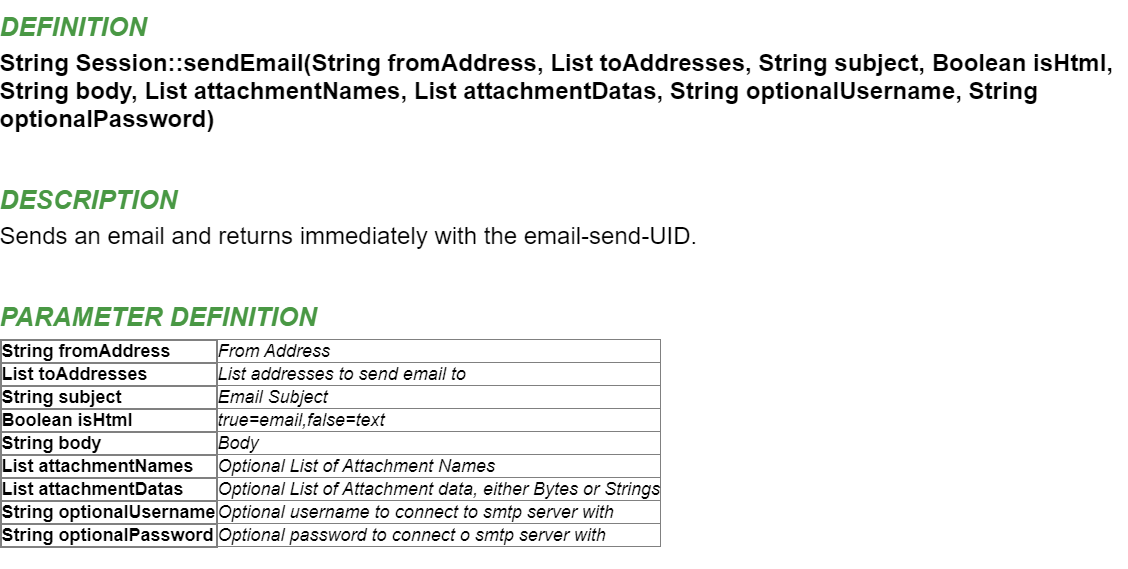 DEFINITION
String Session::sendEmail(String fromAddress, List toAddresses, String subject, Boolean isHtml,
String body, List attachmentNames, List attachmentDatas, String optionalUsername, String
optionalPassword)
DESCRIPTION
Sends an email and returns immediately with the email-send-UID.
PARAMETER DEFINITION
String fromAddress From Address
List toAddresses List addresses to send email to
String subject Email Subject
Boolean isHtml true=email,false=text
String body Body
List attachmentNames Optional List of Attachment Names
List attachmentDatas Optional List of Attachment data, either Bytes or Strings
String optionalUsername Optional username to connect to smtp server with
String optionalPassword Optional password to connect o smtp server with